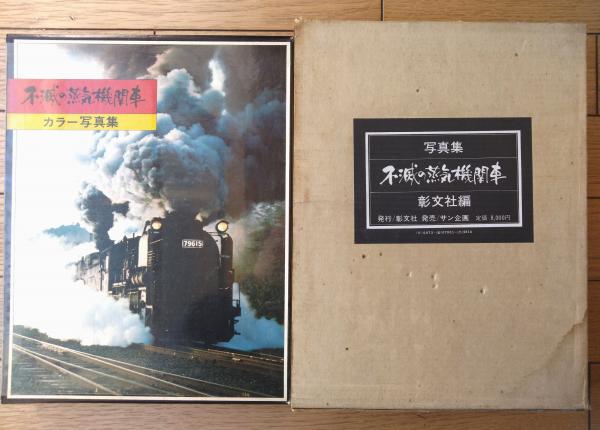 不滅の蒸気機関車
カラー写真集
79615
写真集
不滅の蒸気機関車
彰文社編
発行/彰文社 発売/サン企画 定価 8,000円